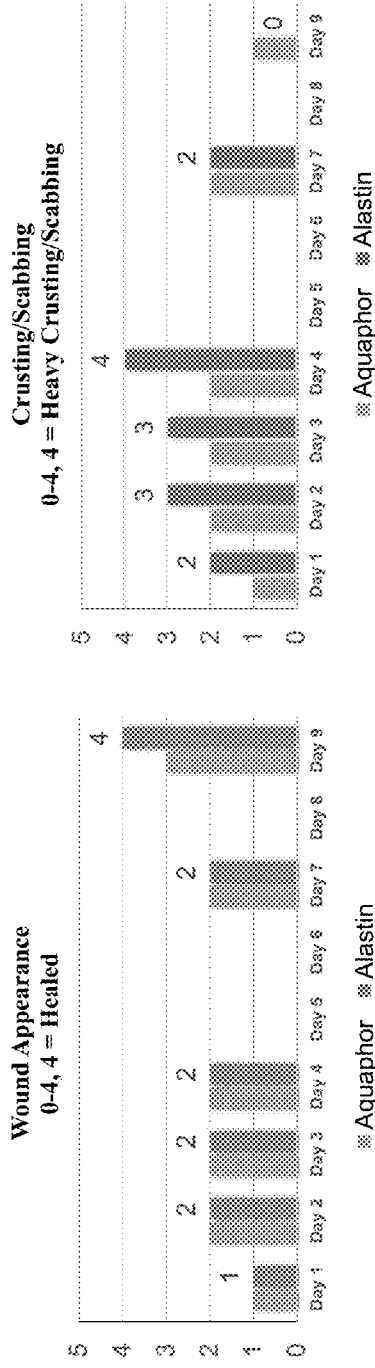 Wound Appearance
0-4, 4 = Healed
5
4
3
2
1
0
1
2
2
2
2
4
Day 1
Day 2
Day 3
Day 4
Day 5
Day 6
Day 7
Day 8
Day 9
Aquaphor
Alastin
Crusting/Scabbing
0-4, 4 = Heavy Crusting/Scabbing
5
4
3
2
1
0
2
3
3
4
2
0
Day 1
Day 2
Day 3
Day 4
Day 5
Day 6
Day 7
Day 8
Day 9
Aquaphor
Alastin